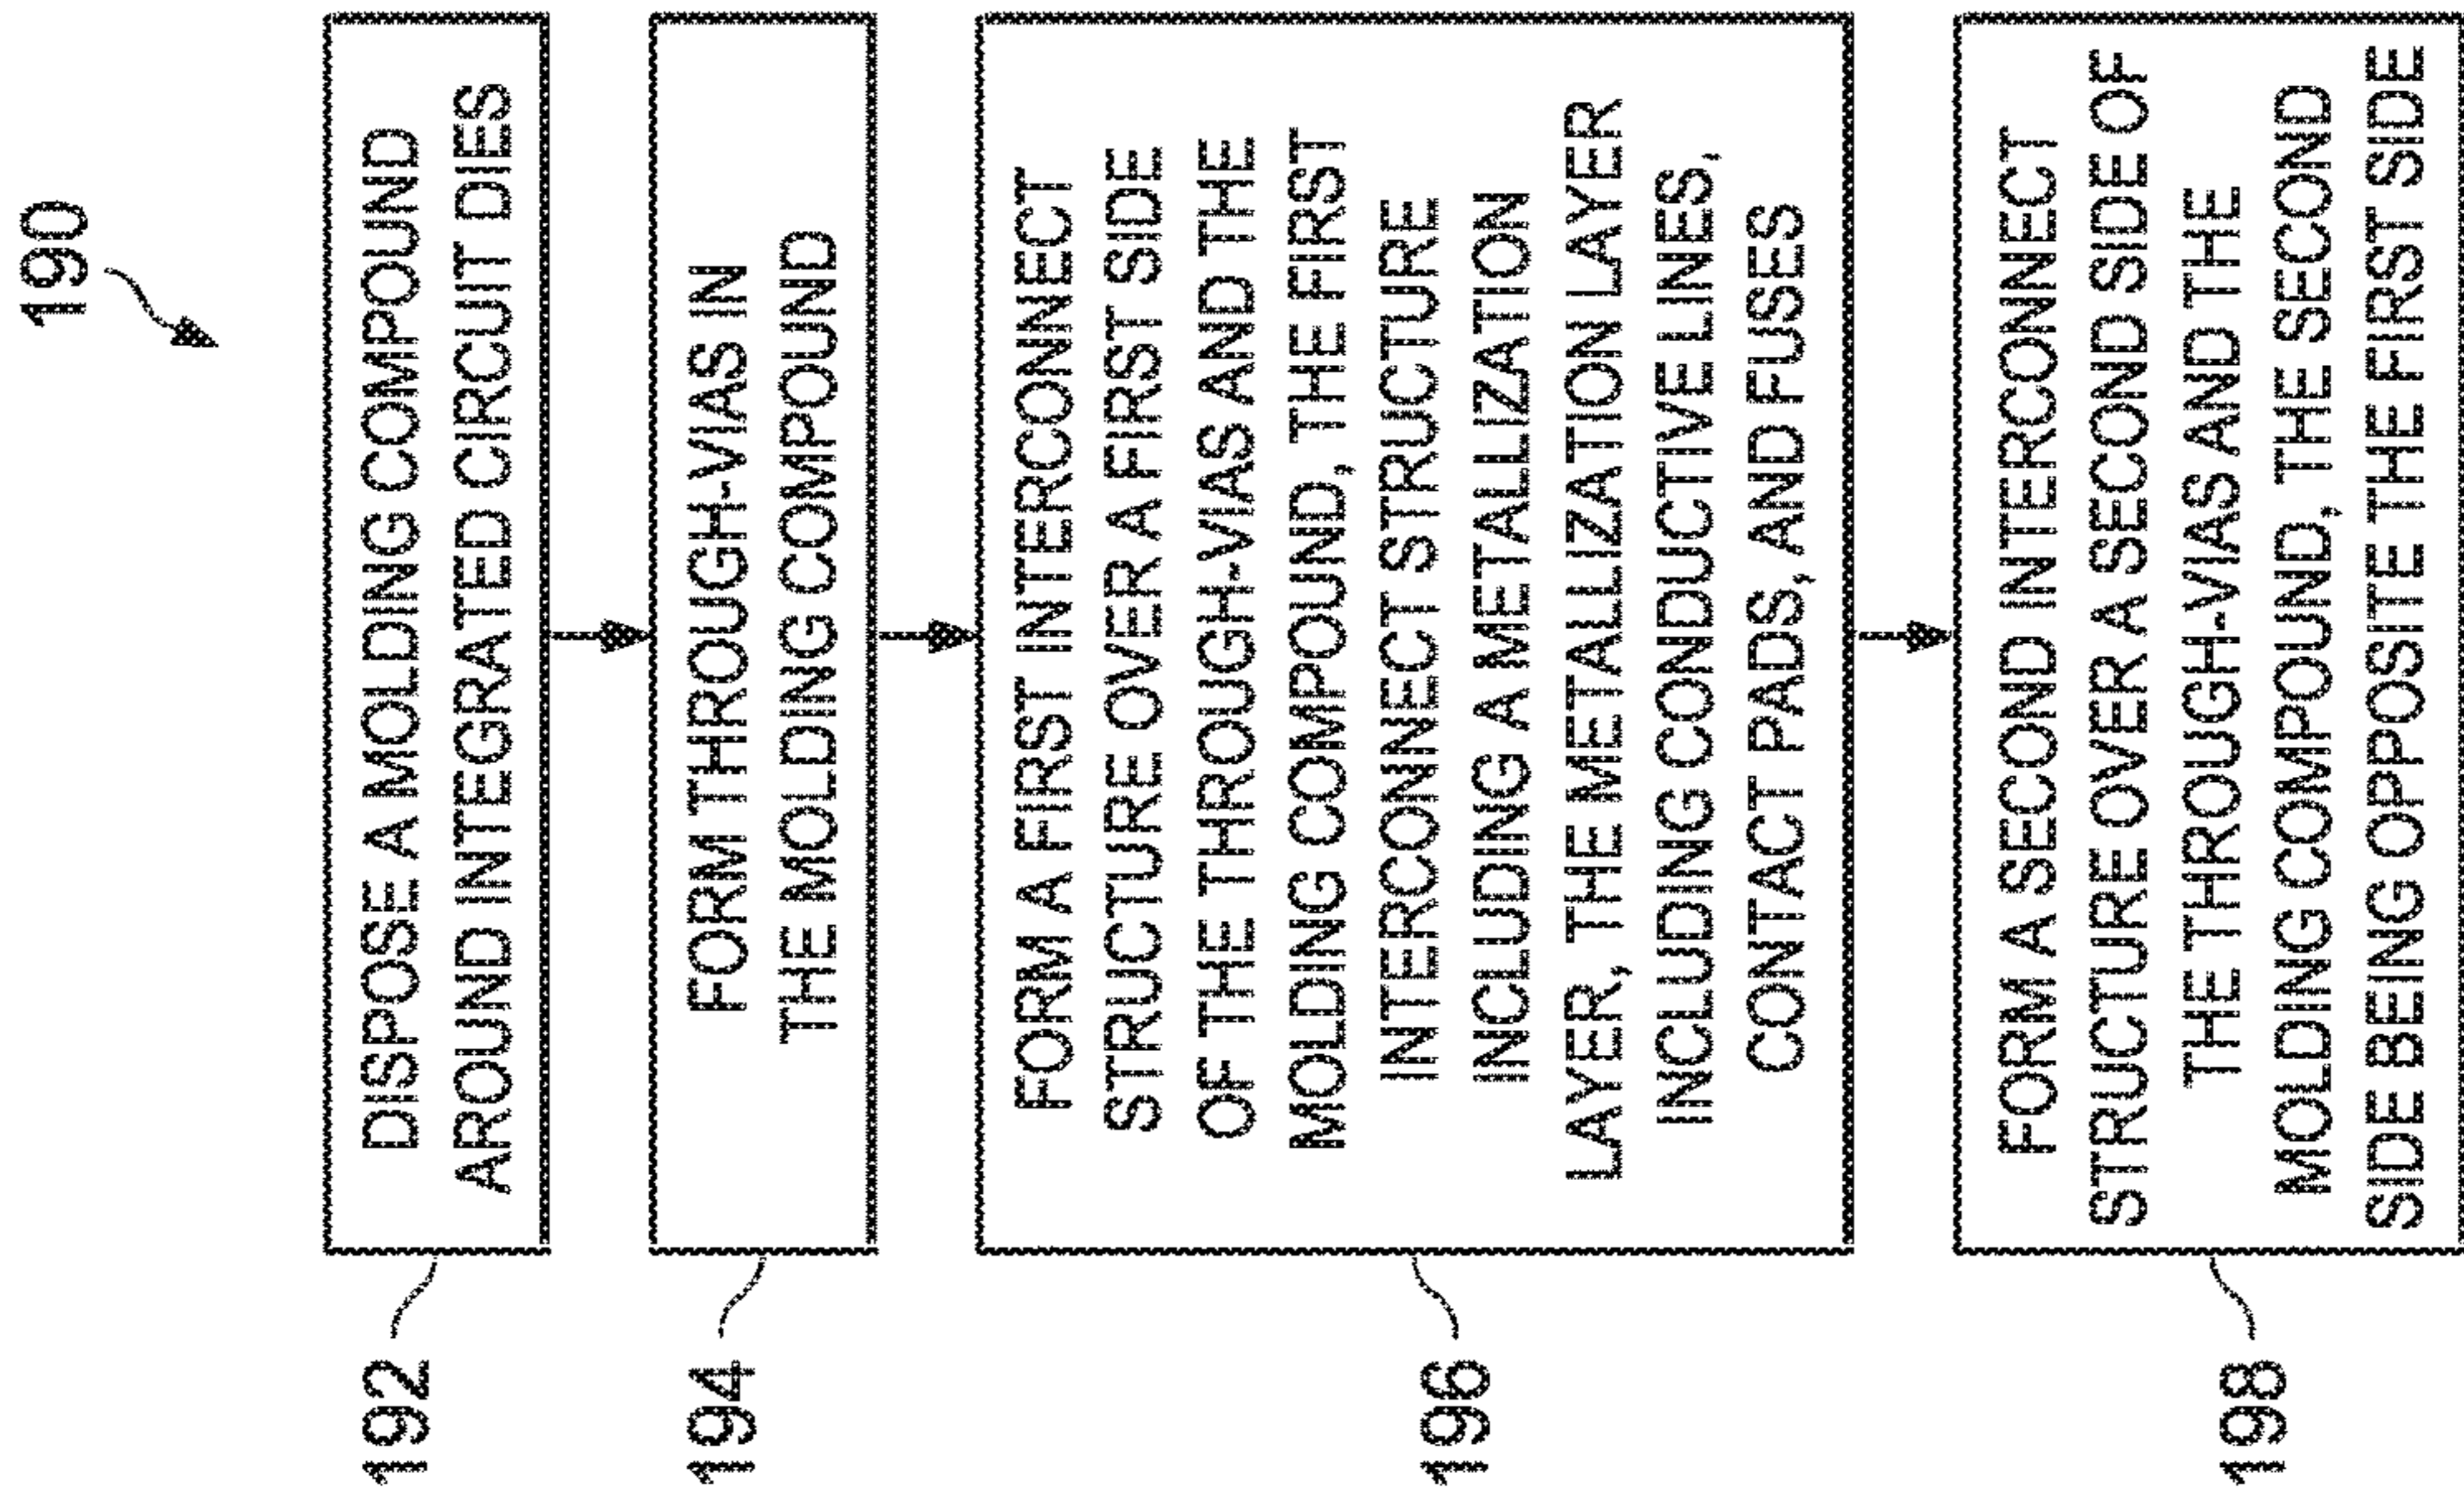 190
192
DISPOSE A MOLDING COMPOUND
AROUND INTEGRATED CIRCUIT DIES
194
FORM THROUGH-VIAS IN
THE MOLDING COMPOUND
196
FORM A FIRST INTERCONNECT
STRUCTURE OVER A FIRST SIDE
OF THE THROUGH-VIAS AND THE
MOLDING COMPOUND, THE FIRST
INTERCONNECT STRUCTURE
INCLUDING A METALLIZATION
LAYER, THE METALLIZATION LAYER
INCLUDING CONDUCTIVE LINES,
CONTACT PADS, AND FUSES
198
FORM A SECOND INTERCONNECT
STRUCTURE OVER A SECOND SIDE OF
THE THROUGH-VIAS AND THE
MOLDING COMPOUND, THE SECOND
SIDE BEING OPPOSITE THE FIRST SIDE